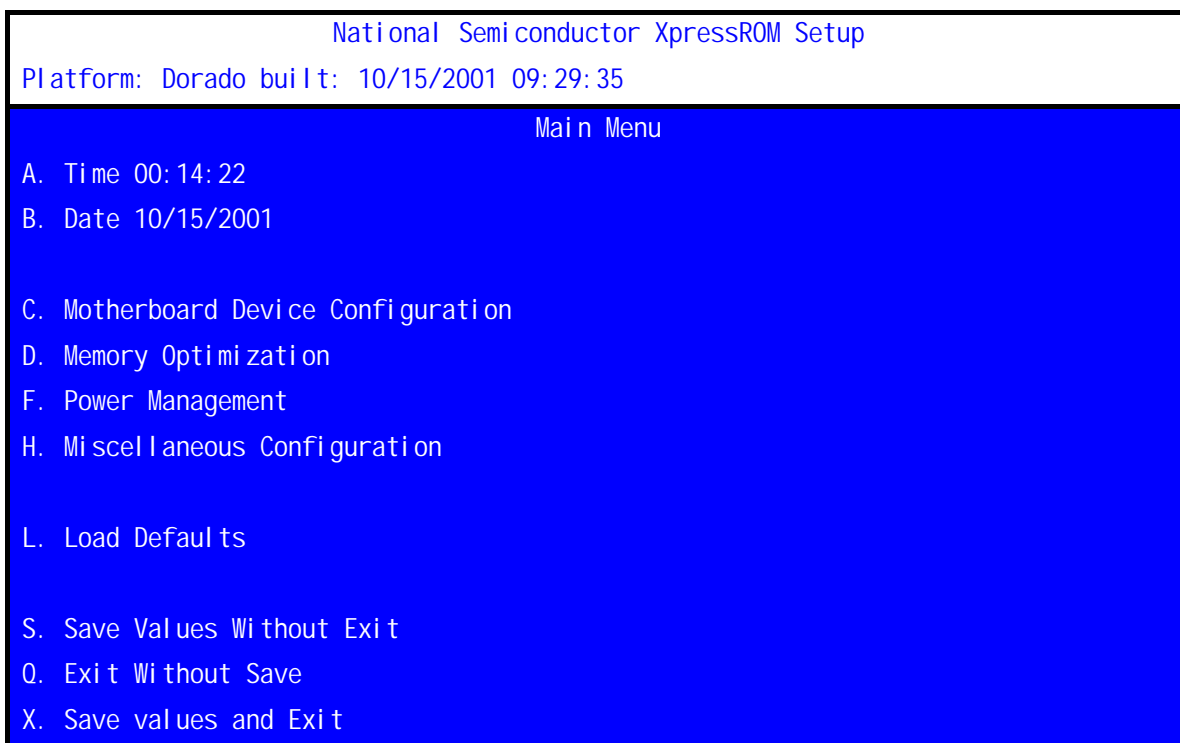 National Semiconductor XpressROM Setup
Platform: Dorado built: 10/15/2001 09:29:35
Main Menu
A. Time 00:14:22
B. Date 10/15/2001
C. Motherboard Device Configuration
D. Memory Optimization
F. Power Management
H. Miscellaneous Configuration
L. Load Defaults
S. Save Values Without Exit
Q. Exit Without Save
X. Save values and Exit